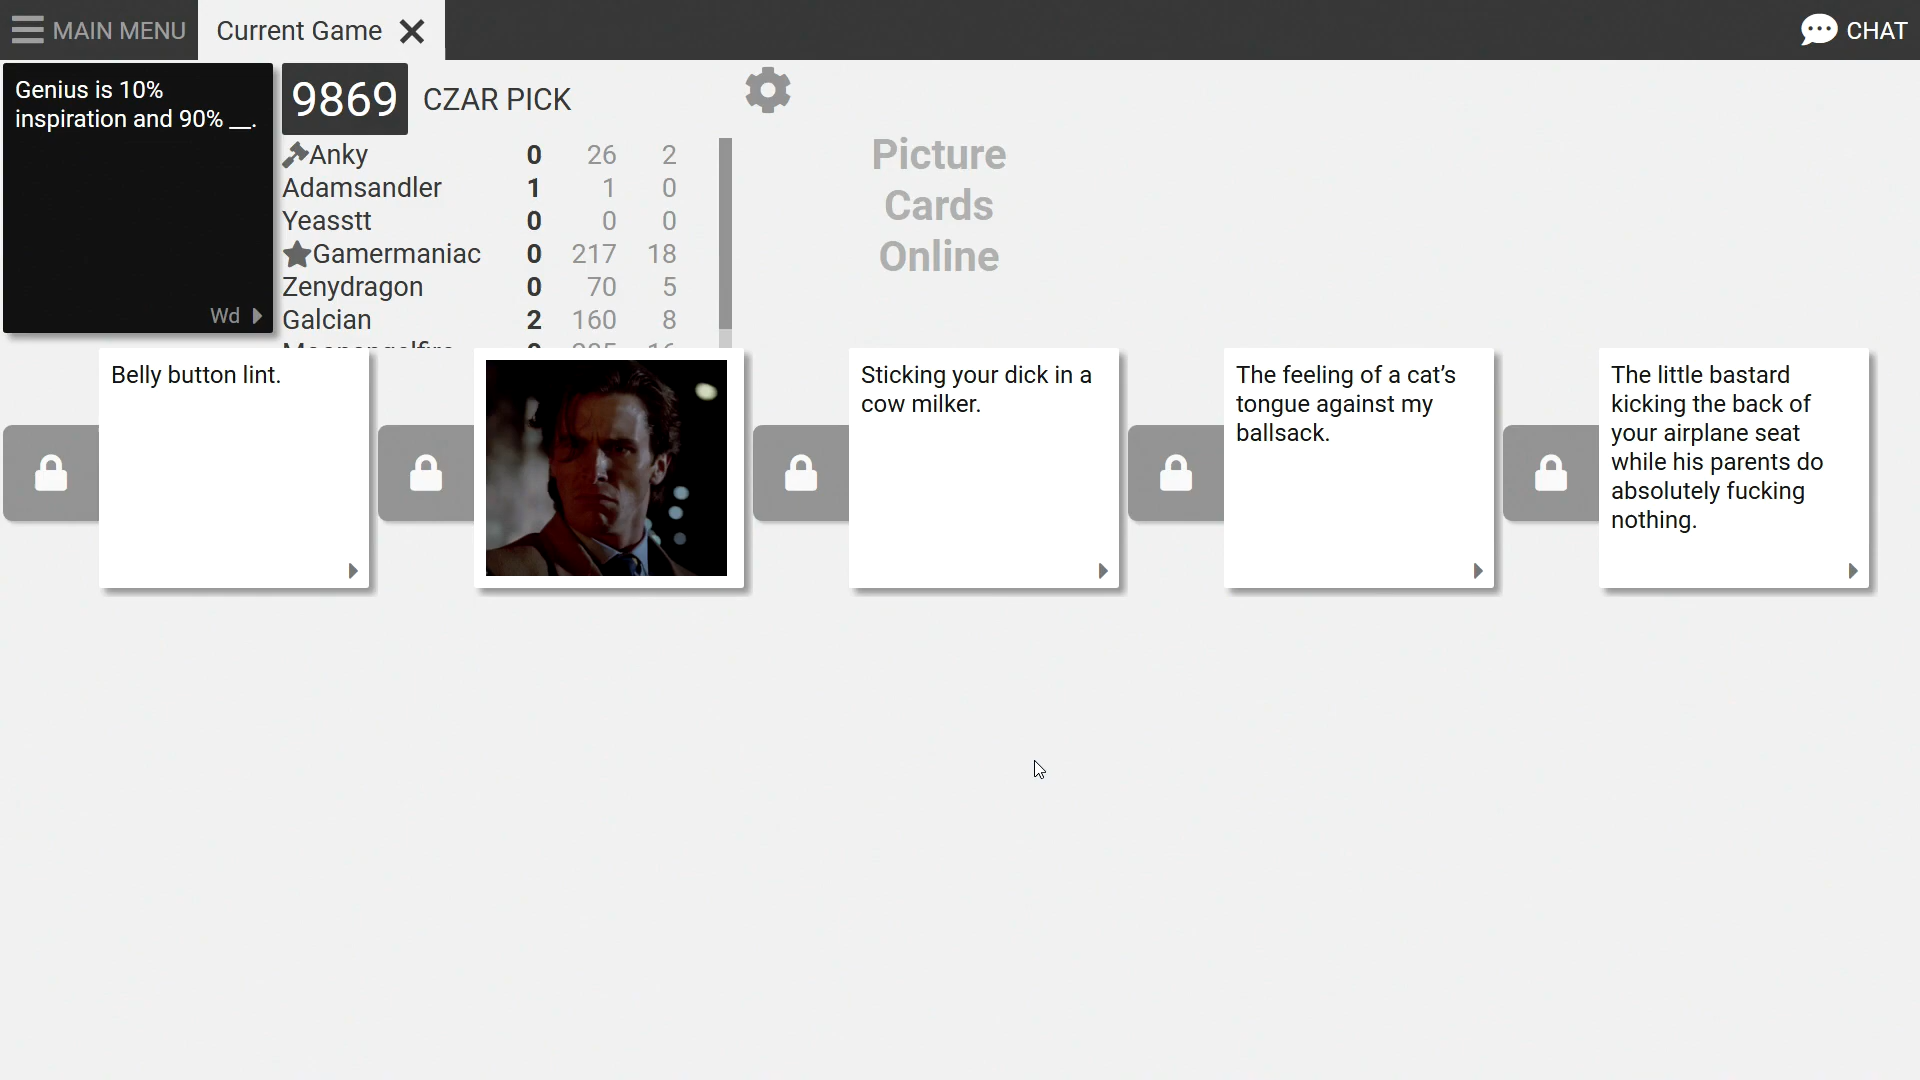 MAIN MENU
Current Game
CHAT
Genius is 10%
inspiration and 90% __.
Wd
9869
CZAR PICK
Anky 0 26 2
Adamsandler 1 1 0
Yeasstt 0 0 0
Gamermaniac 0 217 18
Zenydragon 0 70 5
Galcian 2 160 8
Picture
Cards
Online
Belly button lint.
Sticking your dick in a
cow milker.
The feeling of a cat's
tongue against my
ballsack.
The little bastard
kicking the back of
your airplane seat
while his parents do
absolutely fucking
nothing.